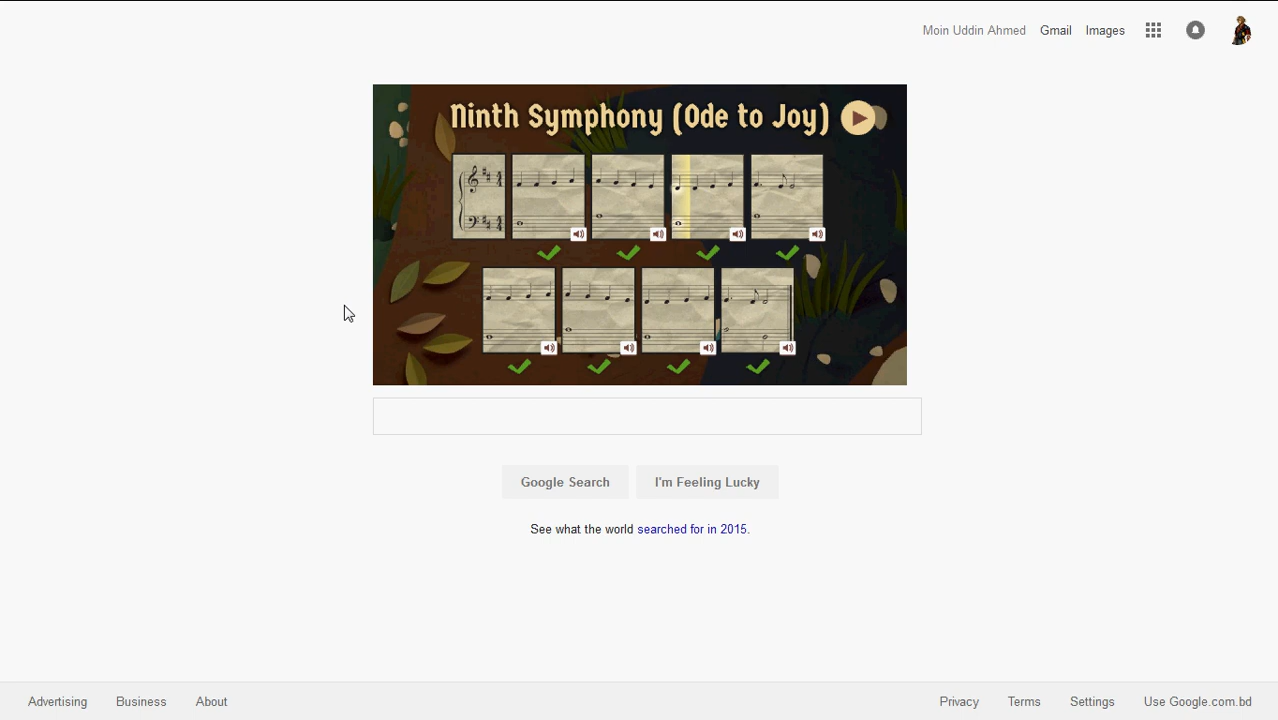 Moin Uddin Ahmed Gmail Images
Ninth Symphony (Ode to Joy)
Google Search I'm Feeling Lucky
See what the world searched for in 2015.
Advertising Business About Privacy Terms Settings Use Google.com.bd